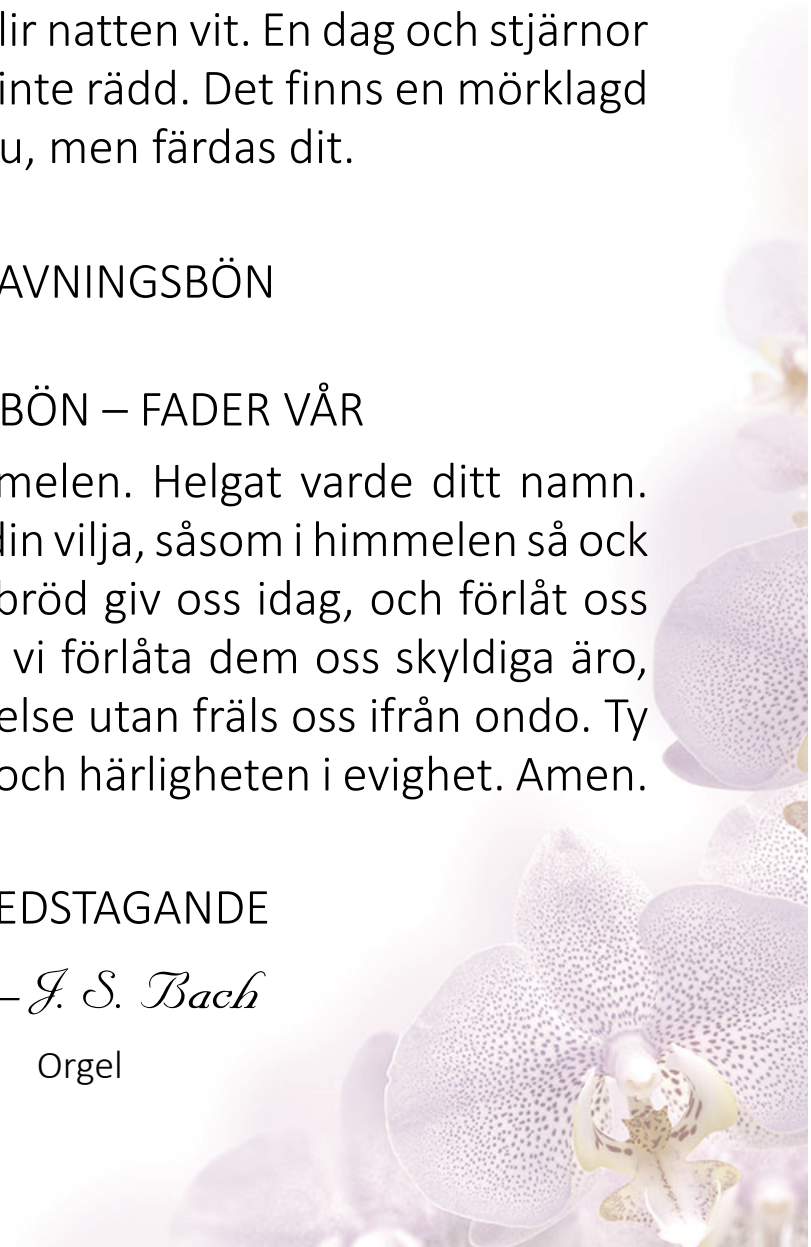 lir natten vit. En dag och stjärnor
inte rädd. Det finns en mörklagd
u, men färdas dit.
AVNINGSBÖN
BÖN – FADER VÅR
melen. Helgat varde ditt namn.
din vilja, såsom i himmelen så ock
bröd giv oss idag, och förlåt oss
vi förlåta dem oss skyldiga äro,
else utan fräls oss ifrån ondo. Ty
och härligheten i evighet. Amen.
EDSTAGANDE
– J. S. Bach
Orgel